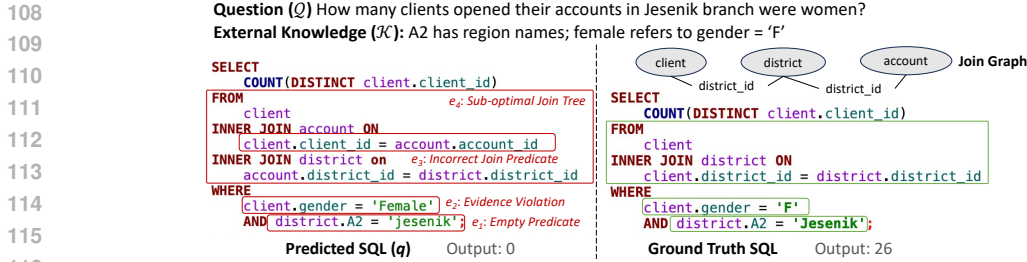 108
109
110
111
112
113
114
115
Question (Q) How many clients opened their accounts in Jesenik branch were women?
External Knowledge (K): A2 has region names; female refers to gender = ‘F’
SELECT
COUNT(DISTINCT client.client_id)
FROM
e₄: Sub-optimal Join Tree
client
INNER JOIN account ON
client.client_id = account.account_id
INNER JOIN district on
e₃: Incorrect Join Predicate
account.district_id = district.district_id
WHERE
client.gender = 'Female'
e₂: Evidence Violation
AND district.A2 = 'jesenik';
e₁: Empty Predicate
Predicted SQL (q) Output: 0
client
district
account
Join Graph
district_id
district_id
SELECT
COUNT(DISTINCT client.client_id)
FROM
client
INNER JOIN district ON
client.district_id = district.district_id
WHERE
client.gender = 'F'
AND district.A2 = 'Jesenik';
Ground Truth SQL Output: 26